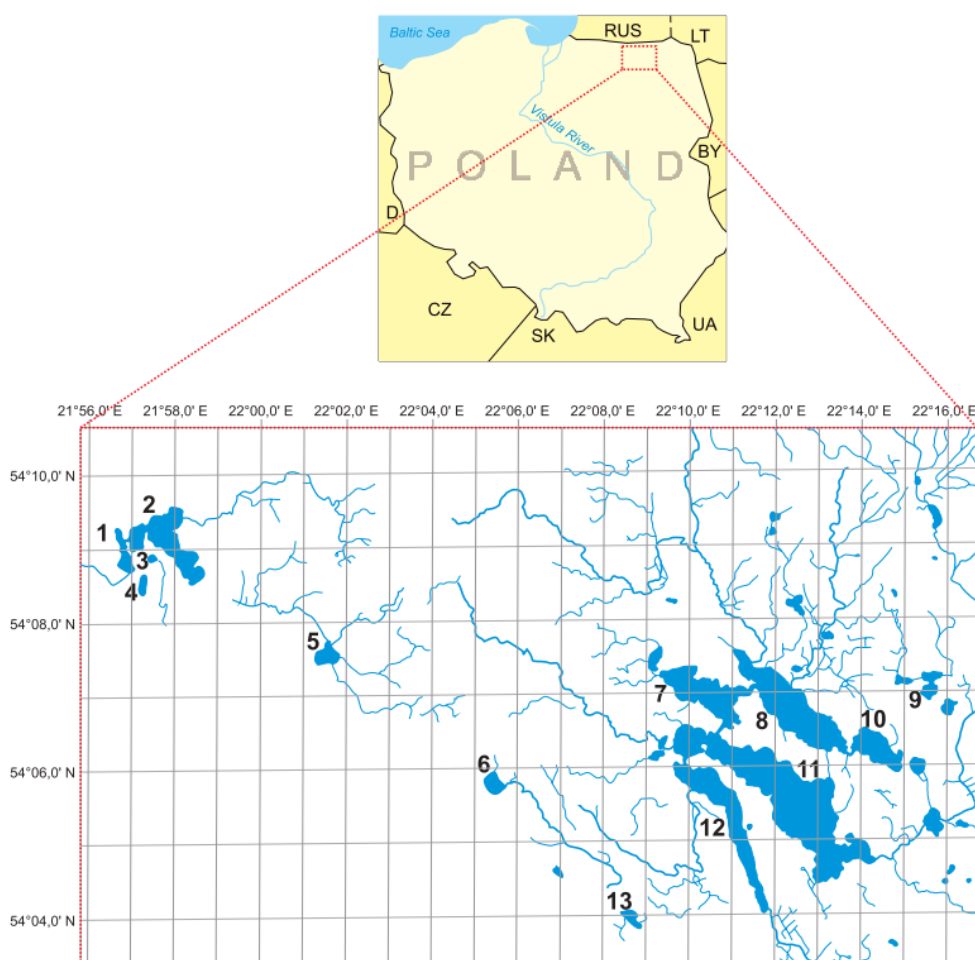 Baltic Sea
RUS
LT
Vistula River
BY
POLAND
D
CZ
SK
UA
21°56,0' E 21°58,0' E 22°00,0' E 22°02,0' E 22°04,0' E 22°06,0' E 22°08,0' E 22°10,0' E 22°12,0' E 22°14,0' E 22°16,0' E
54°10,0' N
2
1
3
4
54°08,0' N
5
7
9
8
10
54°06,0' N
6
11
12
13
54°04,0' N